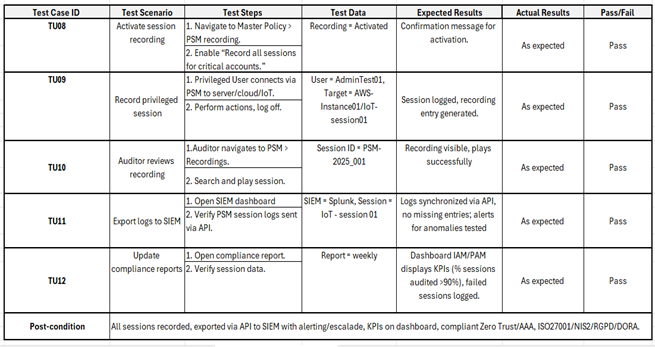 Test Case ID Test Scenario Test Steps Test Data Expected Results Actual Results Pass/Fail
TU08
Activate session
recording
1. Navigate to Master Policy >
PSM recording.
2. Enable “Record all sessions
for critical accounts.”
Recording = Activated
Confirmation message for
activation.
As expected
Pass
TU09
Record privileged
session
1. Privileged User connects via
PSM to server/cloud/IoT.
2. Perform actions, log off.
User = AdminTest01,
Target = AWS-
Instance01/IoT-
session01
Session logged, recording
entry generated.
As expected
Pass
TU10
Auditor reviews
recording
1.Auditor navigates to PSM >
Recordings.
2. Search and play session.
Session ID = PSM-
2025_001
Recording visible, plays
successfully
As expected
Pass
TU11
Export logs to SIEM
1. Open SIEM dashboard
2. Verify PSM session logs sent
via API.
SIEM = Splunk, Session =
IoT - session 01
Logs synchronized via API,
no missing entries; alerts
for anomalies tested
As expected
Pass
TU12
Update
compliance reports
1. Open compliance report.
2. Verify session data.
Report = weekly
Dashboard IAM/PAM
displays KPIs (% sessions
audited >90%), failed
sessions logged.
As expected
Pass
Post-condition
All sessions recorded, exported via API to SIEM with alerting/escalade, KPIs on dashboard, compliant Zero Trust/AAA, ISO27001/NIS2/RGPD/DORA.